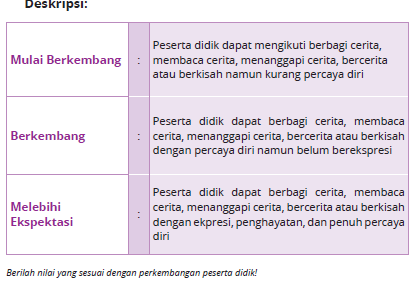 Deskripsi:
Mulai Berkembang : Peserta didik dapat mengikuti berbagi cerita,
membaca cerita, menanggapi cerita, bercerita
atau berkisah namun kurang percaya diri
Berkembang : Peserta didik dapat berbagi cerita, membaca
cerita, menanggapi cerita, bercerita atau berkisah
dengan percaya diri namun belum berekspresi
Melebihi
Ekspektasi : Peserta didik dapat berbagi cerita, membaca
cerita, menanggapi cerita, bercerita atau berkisah
dengan ekpresi, penghayatan, dan penuh percaya
diri
Berilah nilai yang sesuai dengan perkembangan peserta didik!